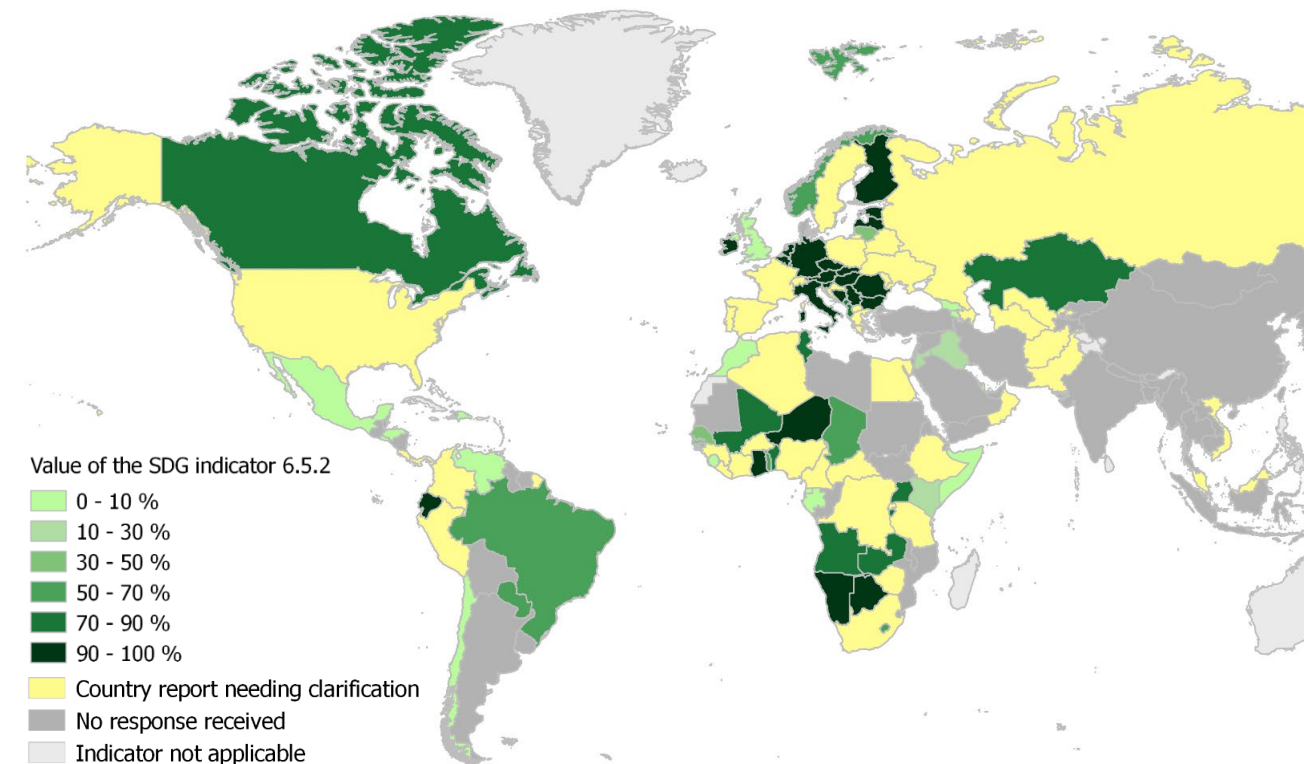 Value of the SDG indicator 6.5.2
0 - 10 %
10 - 30 %
30 - 50 %
50 - 70 %
70 - 90 %
90 - 100 %
Country report needing clarification
No response received
Indicator not applicable